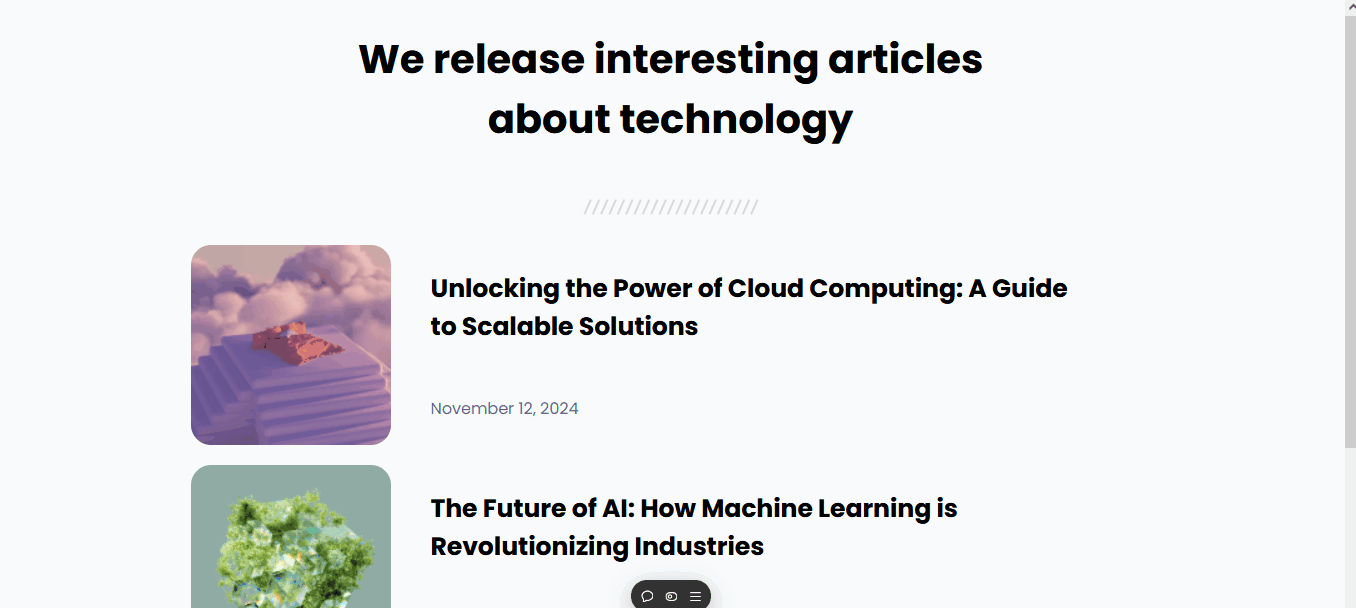 We release interesting articles
about technology
Unlocking the Power of Cloud Computing: A Guide
to Scalable Solutions
November 12, 2024
The Future of AI: How Machine Learning is
Revolutionizing Industries